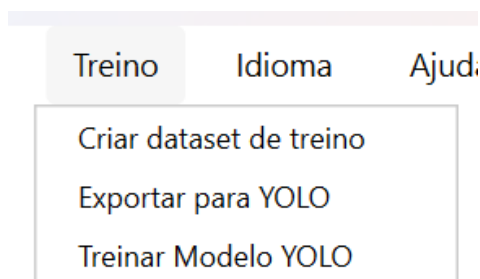 Treino Idioma
Criar dataset de treino
Exportar para YOLO
Treinar Modelo YOLO